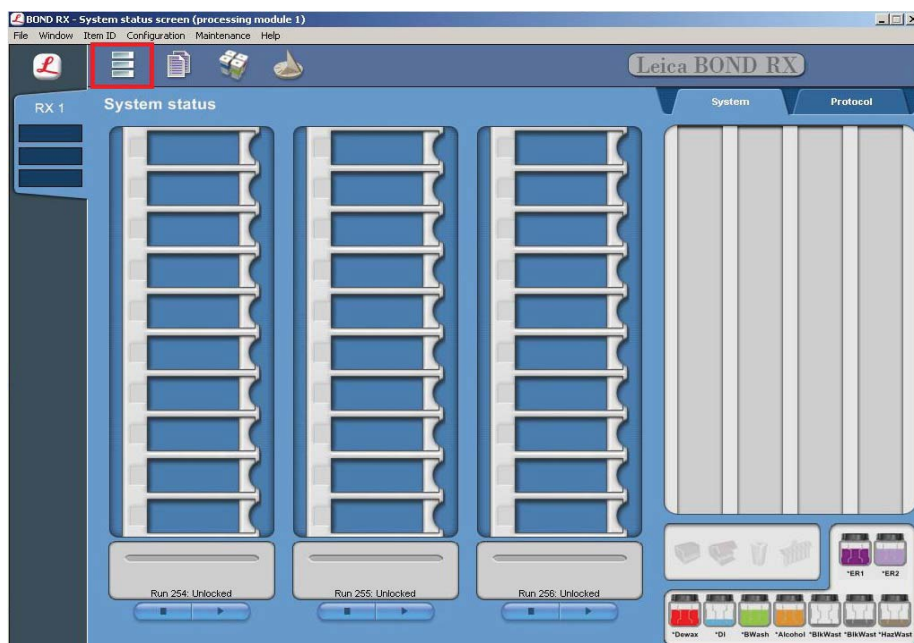 BOND RX - System status screen (processing module 1)
File Window Item ID Configuration Maintenance Help
Leica BOND RX
RX 1
System status
System
Protocol
Run 254: Unlocked
Run 255: Unlocked
Run 256: Unlocked
*ER1 *ER2
*Dewax *DI *BWash *Alcohol *BlkWast *BlkWast *HazWast